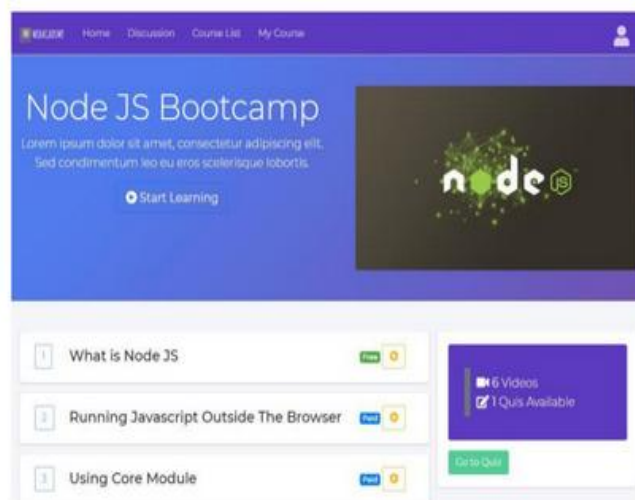 Home Discussion Course List My Course
Node JS Bootcamp
Lorem ipsum dolor sit amet, consectetur adipiscing elit.
Sed condimentum leo eu eros scelerisque lobortis.
Start Learning
node JS
1 What is Node JS Free
2 Running Javascript Outside The Browser Paid
3 Using Core Module Paid
6 Videos
1 Quis Available
Go to Quiz